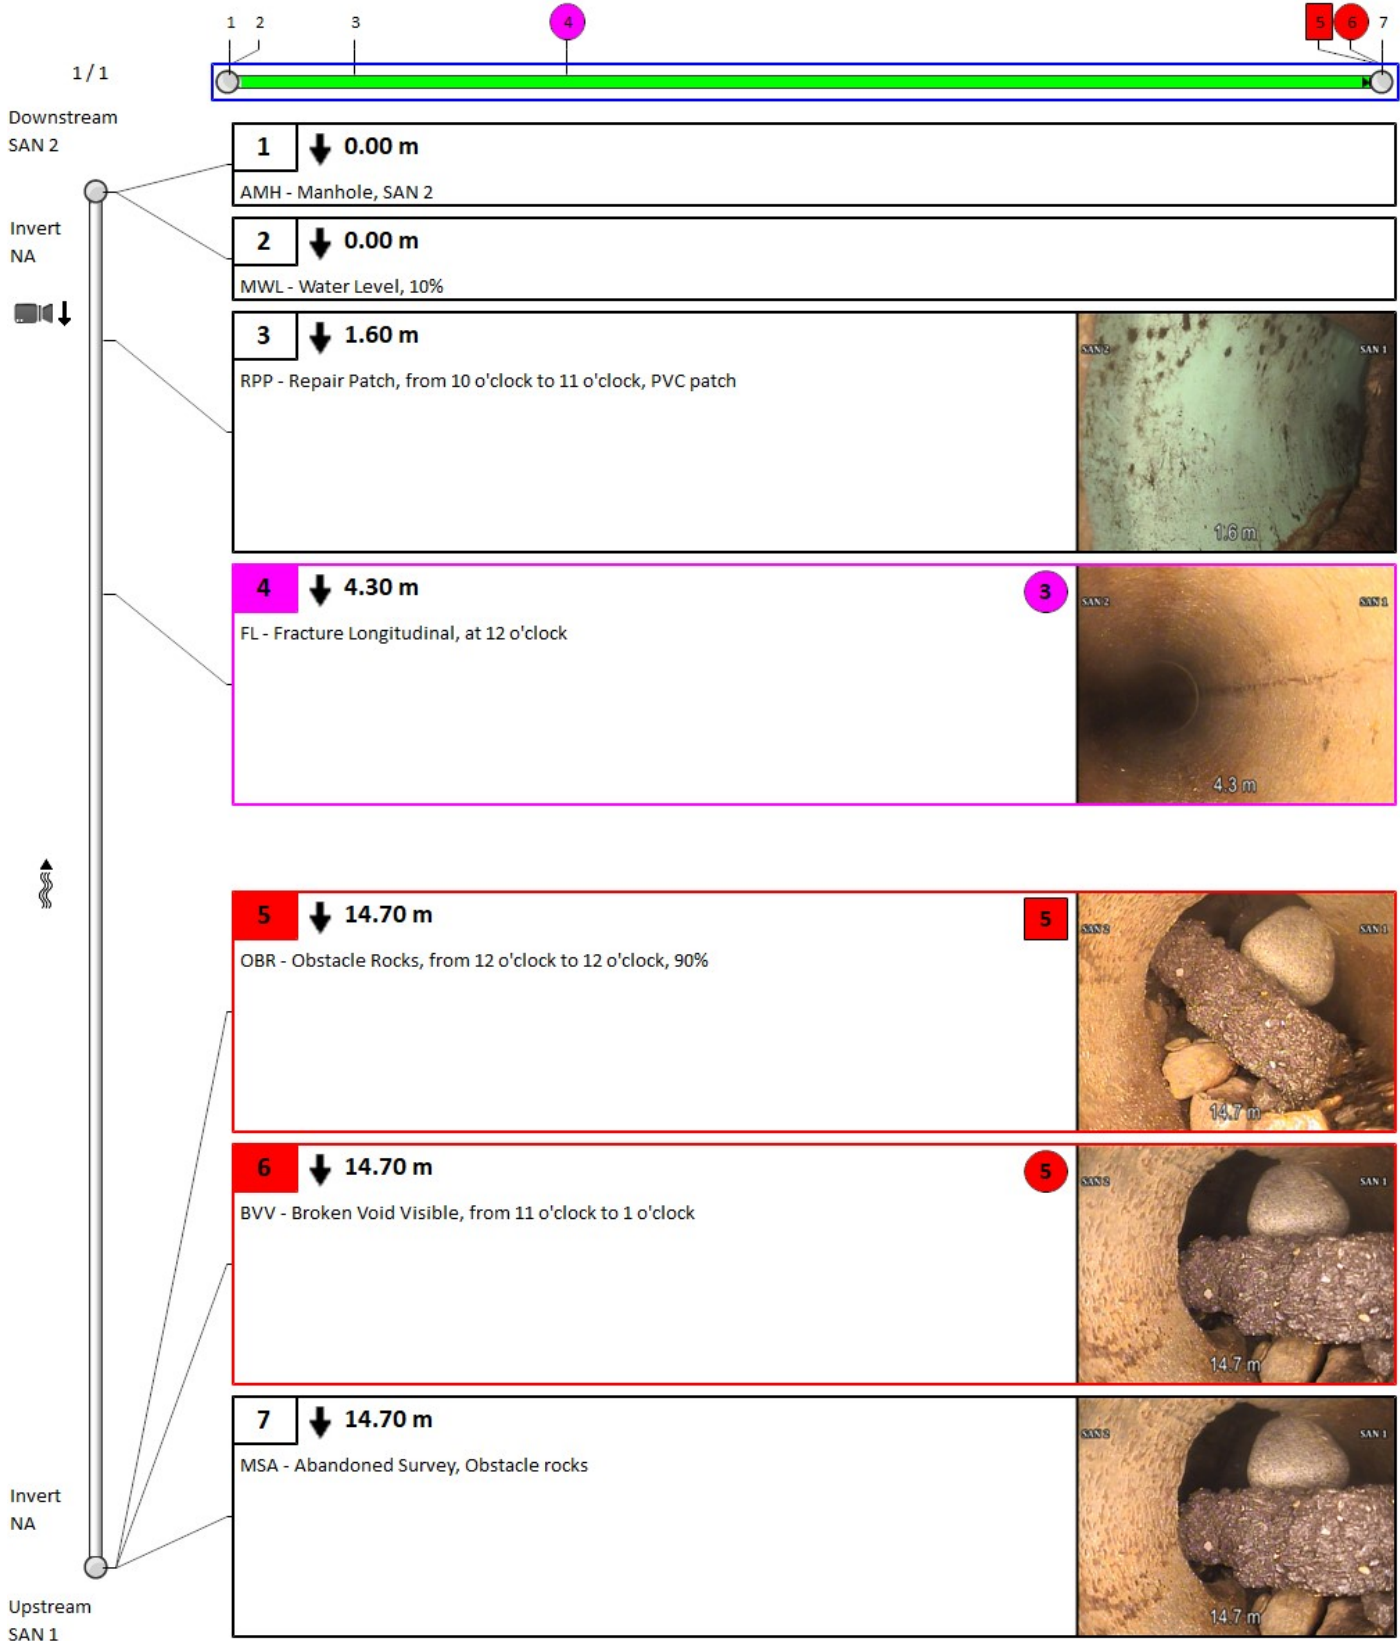 1 2 3 4 5 6 7
1 / 1
Downstream
SAN 2
1 0.00 m
AMH - Manhole, SAN 2
Invert
NA
2 0.00 m
MWL - Water Level, 10%
3 1.60 m
RPP - Repair Patch, from 10 o'clock to 11 o'clock, PVC patch
SAN 2 SAN 1
1.6 m
4 4.30 m 3
FL - Fracture Longitudinal, at 12 o'clock
SAN 2 SAN 1
4.3 m
5 14.70 m 5
OBR - Obstacle Rocks, from 12 o'clock to 12 o'clock, 90%
SAN 2 SAN 1
14.7 m
6 14.70 m 5
BVV - Broken Void Visible, from 11 o'clock to 1 o'clock
SAN 2 SAN 1
14.7 m
7 14.70 m
MSA - Abandoned Survey, Obstacle rocks
SAN 2 SAN 1
14.7 m
Invert
NA
Upstream
SAN 1